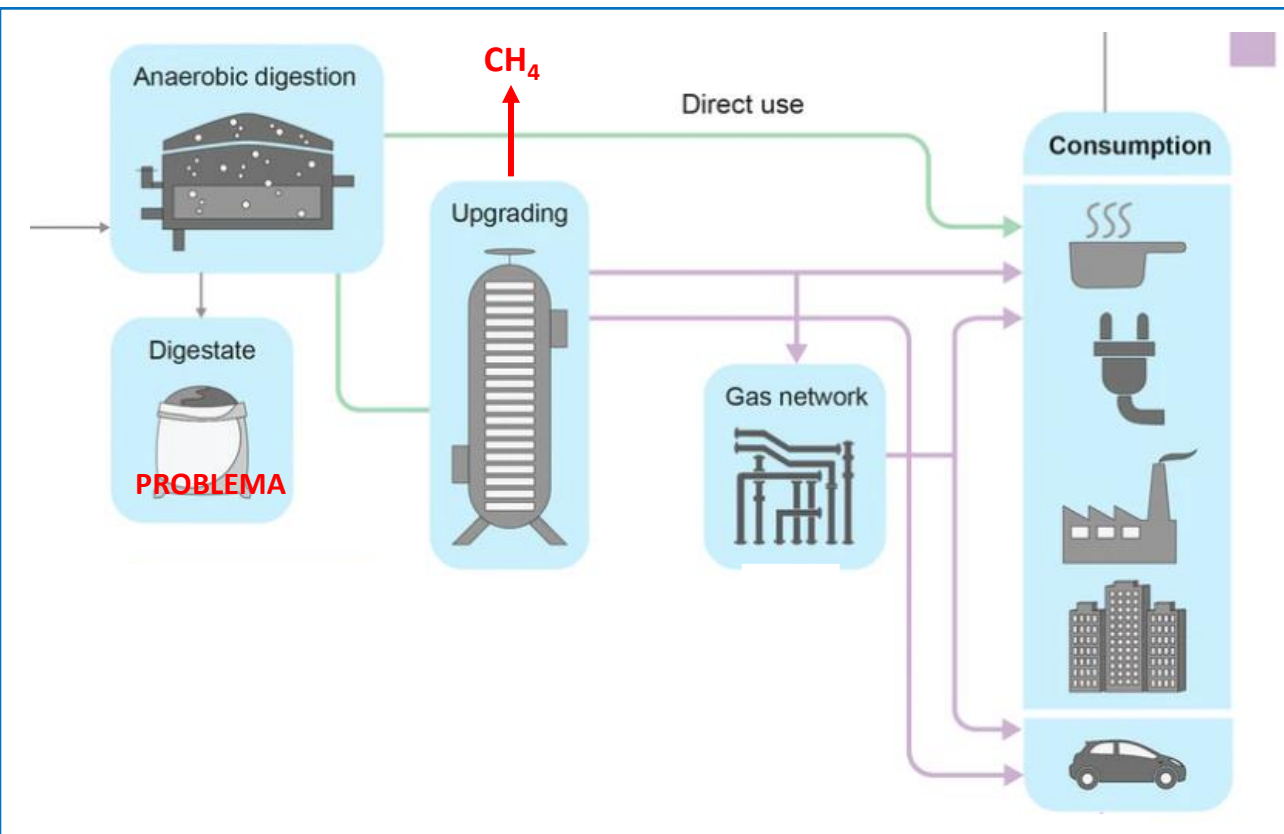 Anaerobic digestion
CH₄
Direct use
Consumption
Upgrading
Digestate
PROBLEMA
Gas network